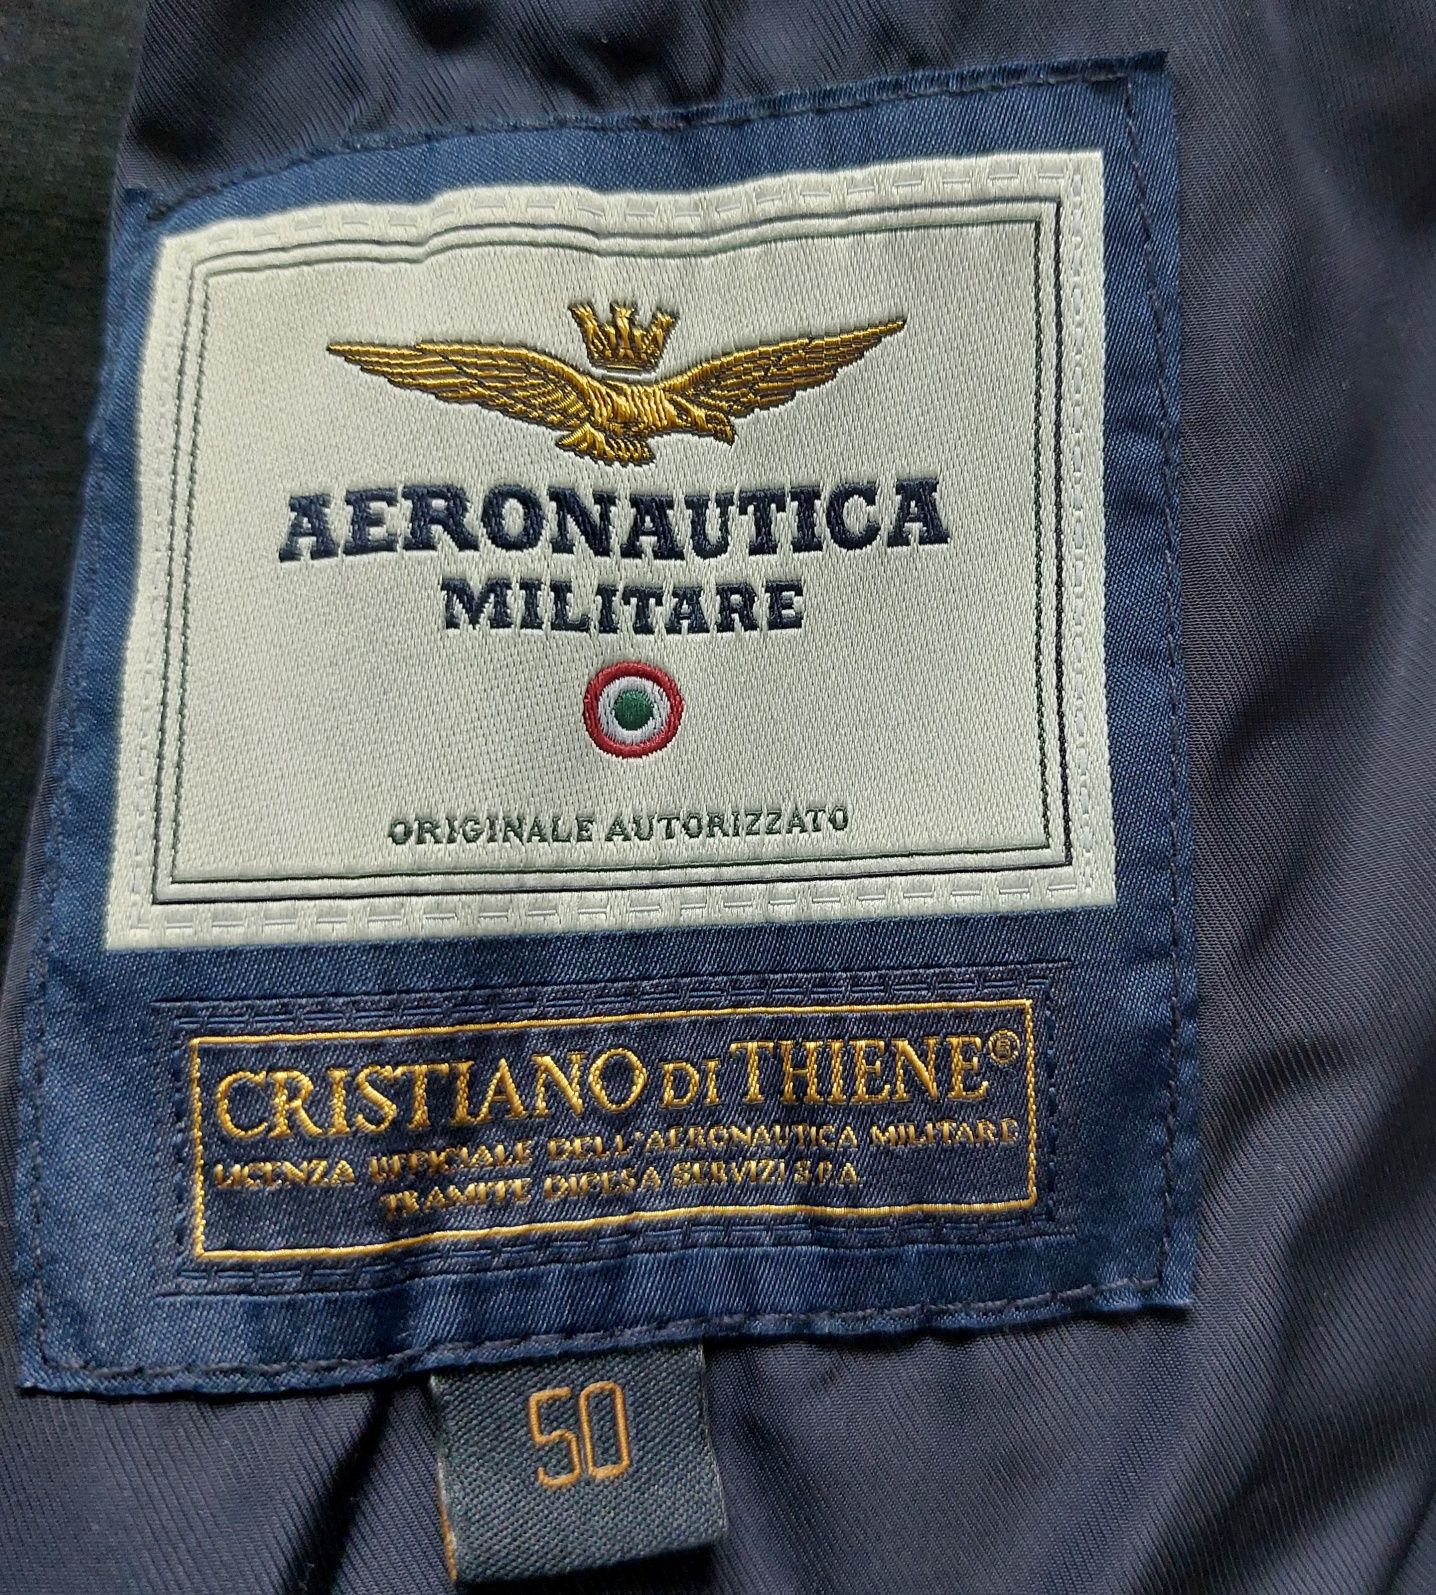 AERONAUTICA
MILITARE
ORIGINALE AUTORIZZATO
CRISTIANO DI THIENE®
LICENZA UFFICIALE DELL'AERONAUTICA MILITARE
TRAMITE DIFESA SERVIZI S.P.A
50